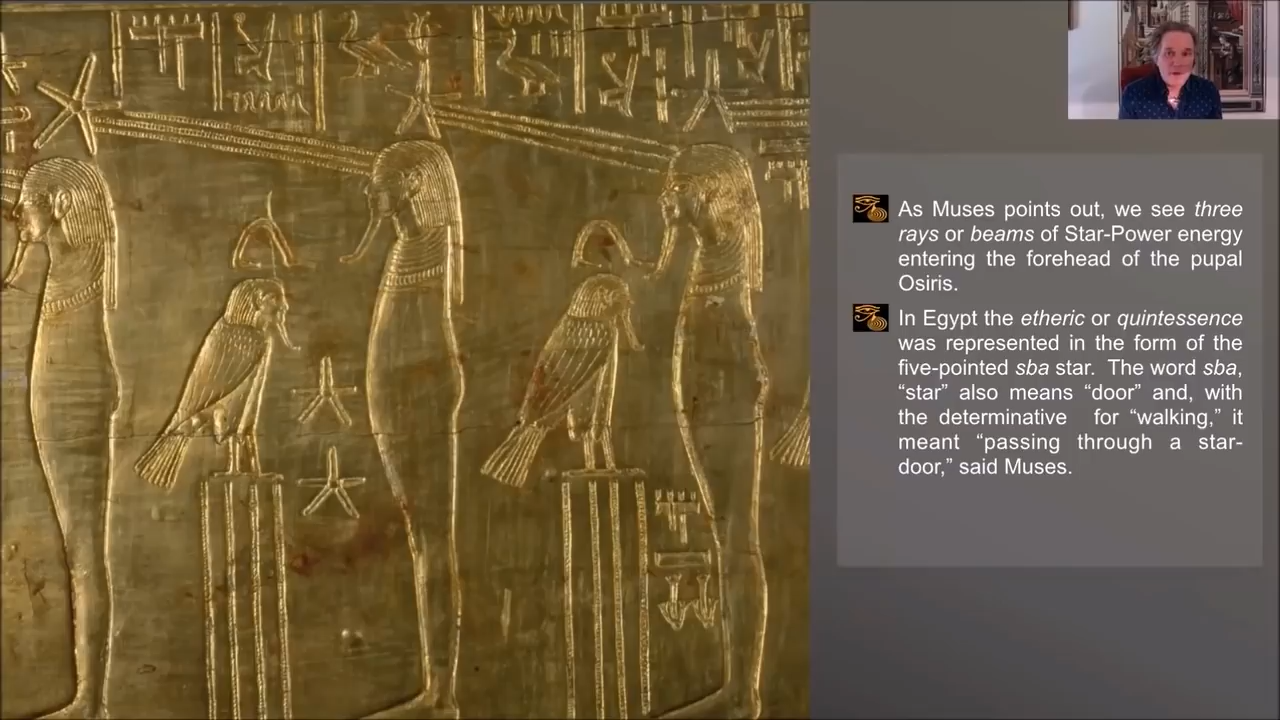 As Muses points out, we see three
rays or beams of Star-Power energy
entering the forehead of the pupal
Osiris.
In Egypt the etheric or quintessence
was represented in the form of the
five-pointed sba star. The word sba,
“star” also means “door” and, with
the determinative for “walking,” it
meant “passing through a star-
door,” said Muses.